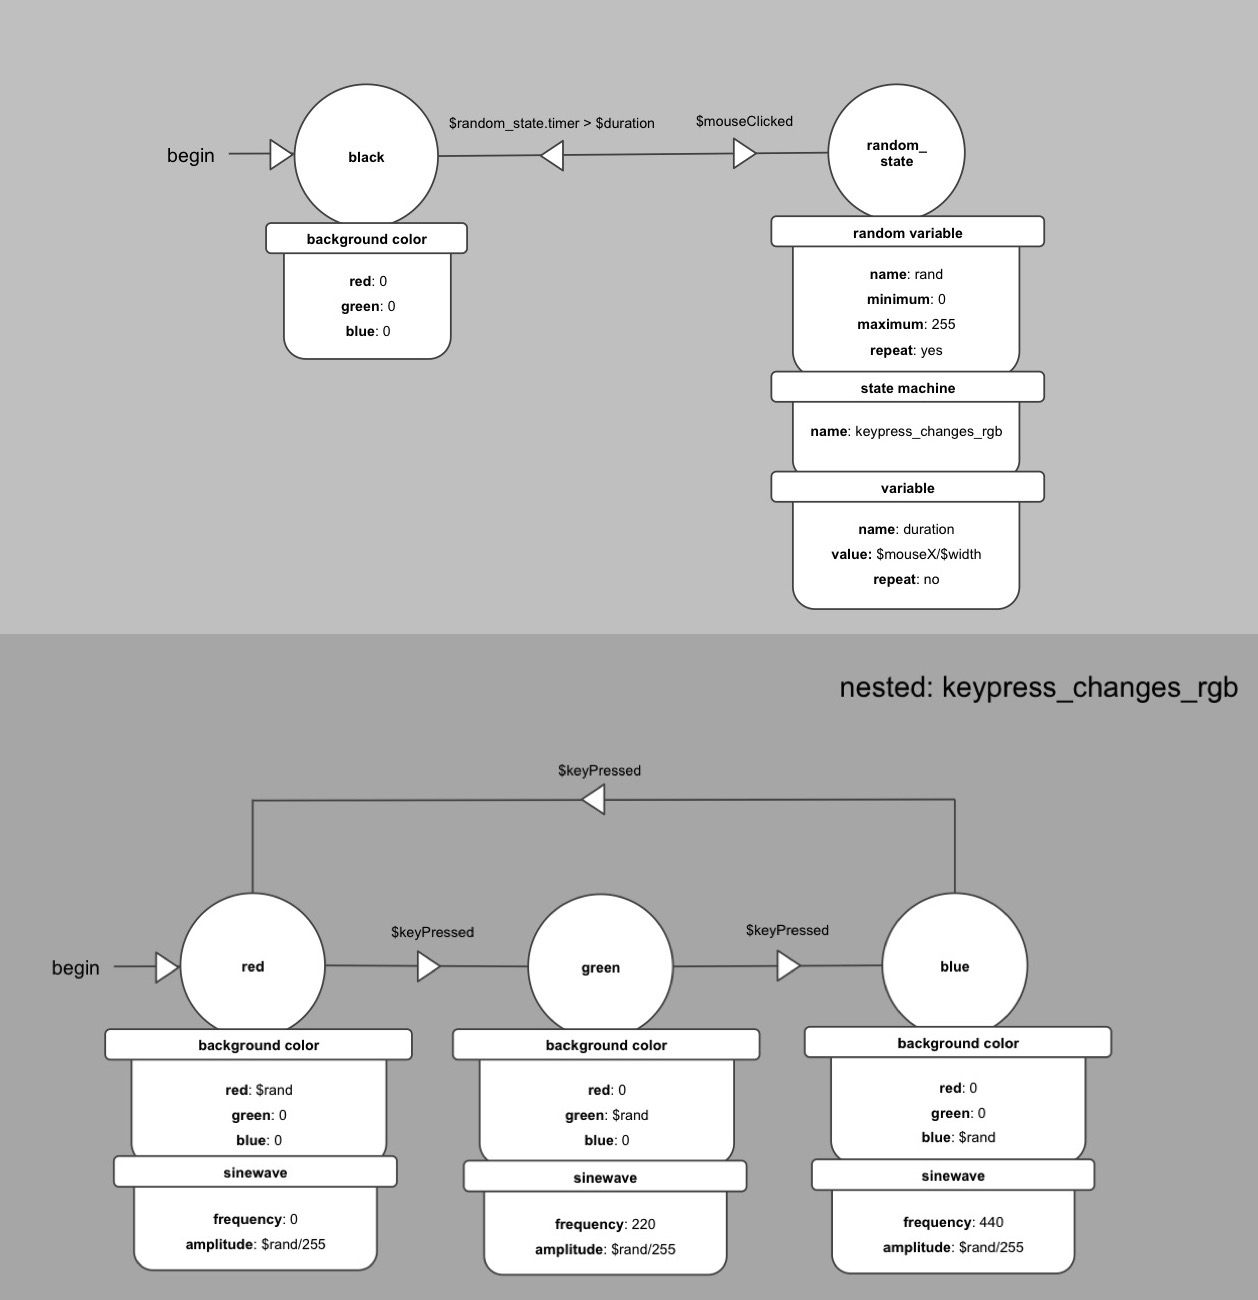 $random_state.timer > $duration
$mouseClicked
begin
black
random_
state
background color
red: 0
green: 0
blue: 0
random variable
name: rand
minimum: 0
maximum: 255
repeat: yes
state machine
name: keypress_changes_rgb
variable
name: duration
value: $mouseX/$width
repeat: no
nested: keypress_changes_rgb
$keyPressed
$keyPressed
$keyPressed
begin
red
green
blue
background color
red: $rand
green: 0
blue: 0
sinewave
frequency: 0
amplitude: $rand/255
background color
red: 0
green: $rand
blue: 0
sinewave
frequency: 220
amplitude: $rand/255
background color
red: 0
green: 0
blue: $rand
sinewave
frequency: 440
amplitude: $rand/255